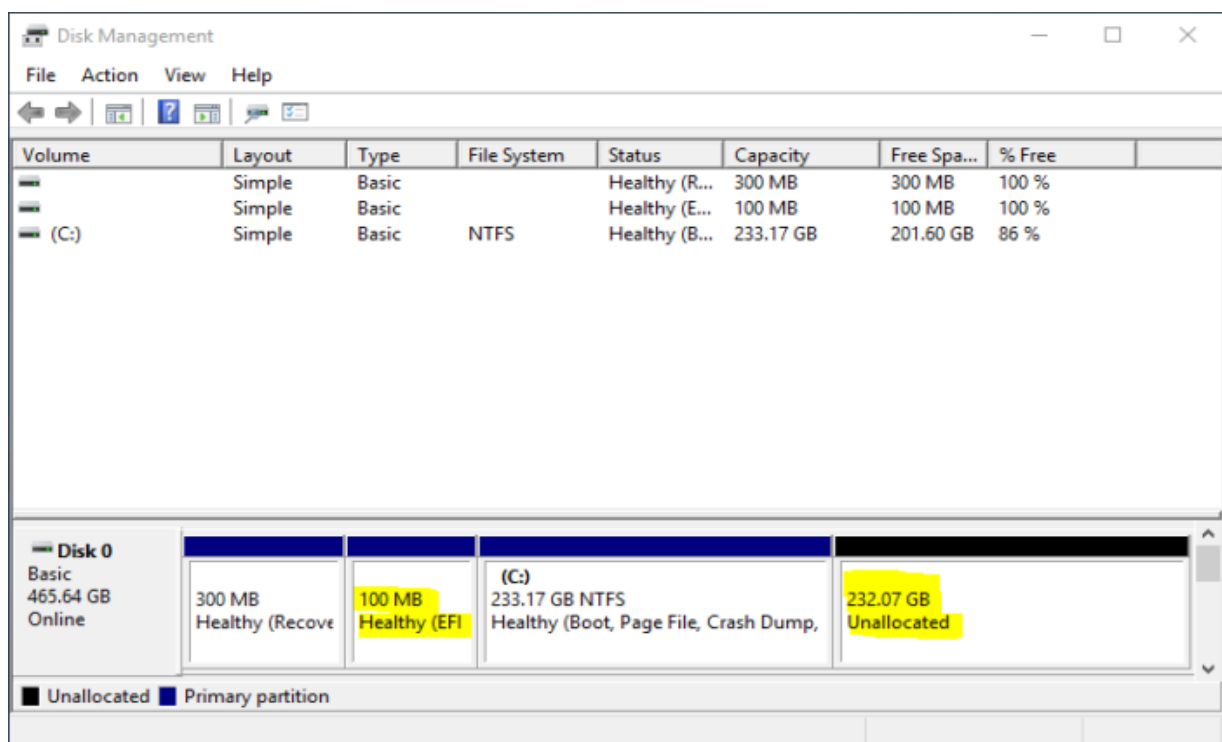 Disk Management
File Action View Help
Volume Layout Type File System Status Capacity Free Spa... % Free
Simple Basic Healthy (R... 300 MB 300 MB 100 %
Simple Basic Healthy (E... 100 MB 100 MB 100 %
(C:) Simple Basic NTFS Healthy (B... 233.17 GB 201.60 GB 86 %
Disk 0
Basic
465.64 GB
Online
300 MB
Healthy (Recove
100 MB
Healthy (EFI
(C:)
233.17 GB NTFS
Healthy (Boot, Page File, Crash Dump,
232.07 GB
Unallocated
Unallocated Primary partition